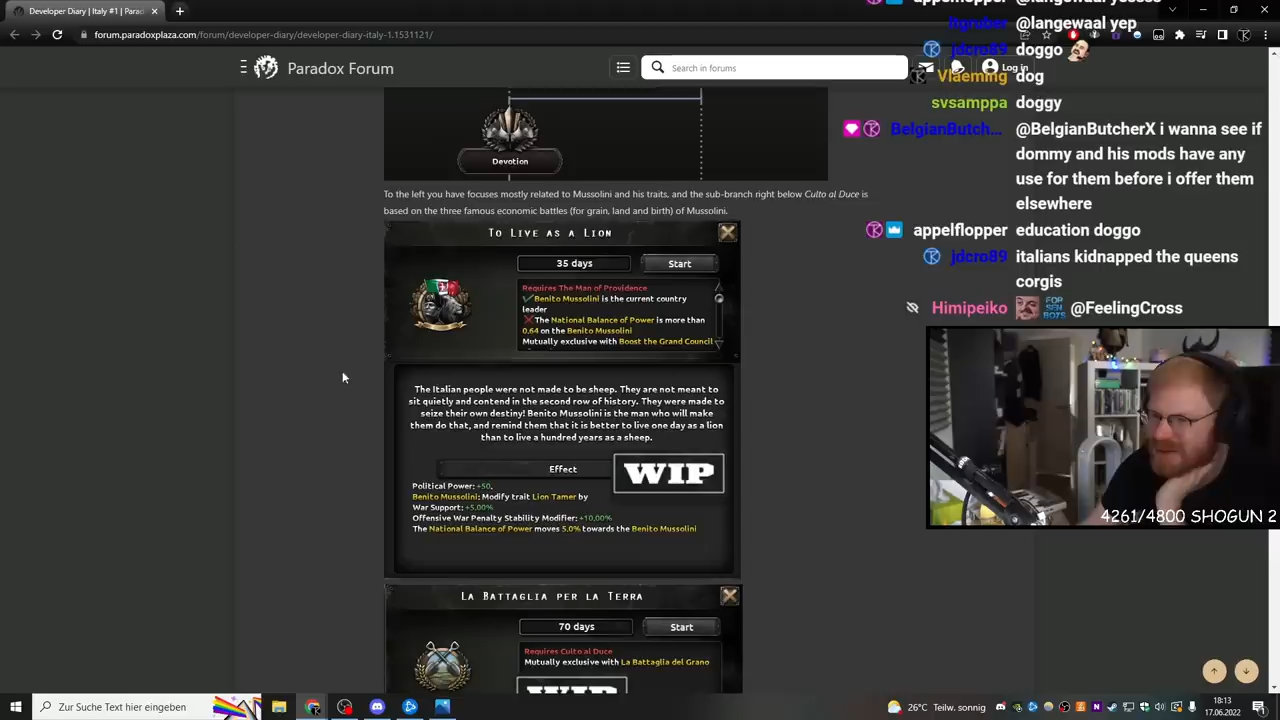 Developer Diary | Italy #1 | Para
forum.paradoxplaza.com/forum/developer-diary/developer-diary-italy-1.1531121/
Paradox Forum
Search in forums
Log in
Devotion
To the left you have focuses mostly related to Mussolini and his traits, and the sub-branch right below Culto al Duce is
based on the three famous economic battles (for grain, land and birth) of Mussolini.
To Live as a Lion
35 days
Start
Requires The Man of Providence
Benito Mussolini is the current country
leader
The National Balance of Power is more than
0,64 on the Benito Mussolini
Mutually exclusive with Boost the Grand Council
The Italian people were not made to be sheep. They are not meant to
sit quietly and contend in the second row of history. They were made to
seize their own destiny! Benito Mussolini is the man who will make
them do that, and remind them that it is better to live one day as a lion
than to live a hundred years as a sheep.
Effect
WIP
Political Power: +50,
Benito Mussolini: Modify trait Lion Tamer by
War Support: +5,00%
Offensive War Penalty Stability Modifier: +10,00%
The National Balance of Power moves 5.0% towards the Benito Mussolini
La Battaglia per la Terra
70 days
Start
Requires Culto al Duce
Mutually exclusive with La Battaglia del Grano
WIP
@langewaal yep
jdcro89 doggo
Vlaeming dog
svsamppa doggy
BelgianButch... @BelgianButcherX i wanna see if
dommy and his mods have any
use for them before i offer them
elsewhere
appelflopper education doggo
jdcro89 italians kidnapped the queens
corgis
Himipeiko FOR SEN BOTS @FeelingCross
4261/4800 SHOGUN 2
Zur Suche Text hier eingeben
26°C Teilw. sonnig
18:13
17.06.2022